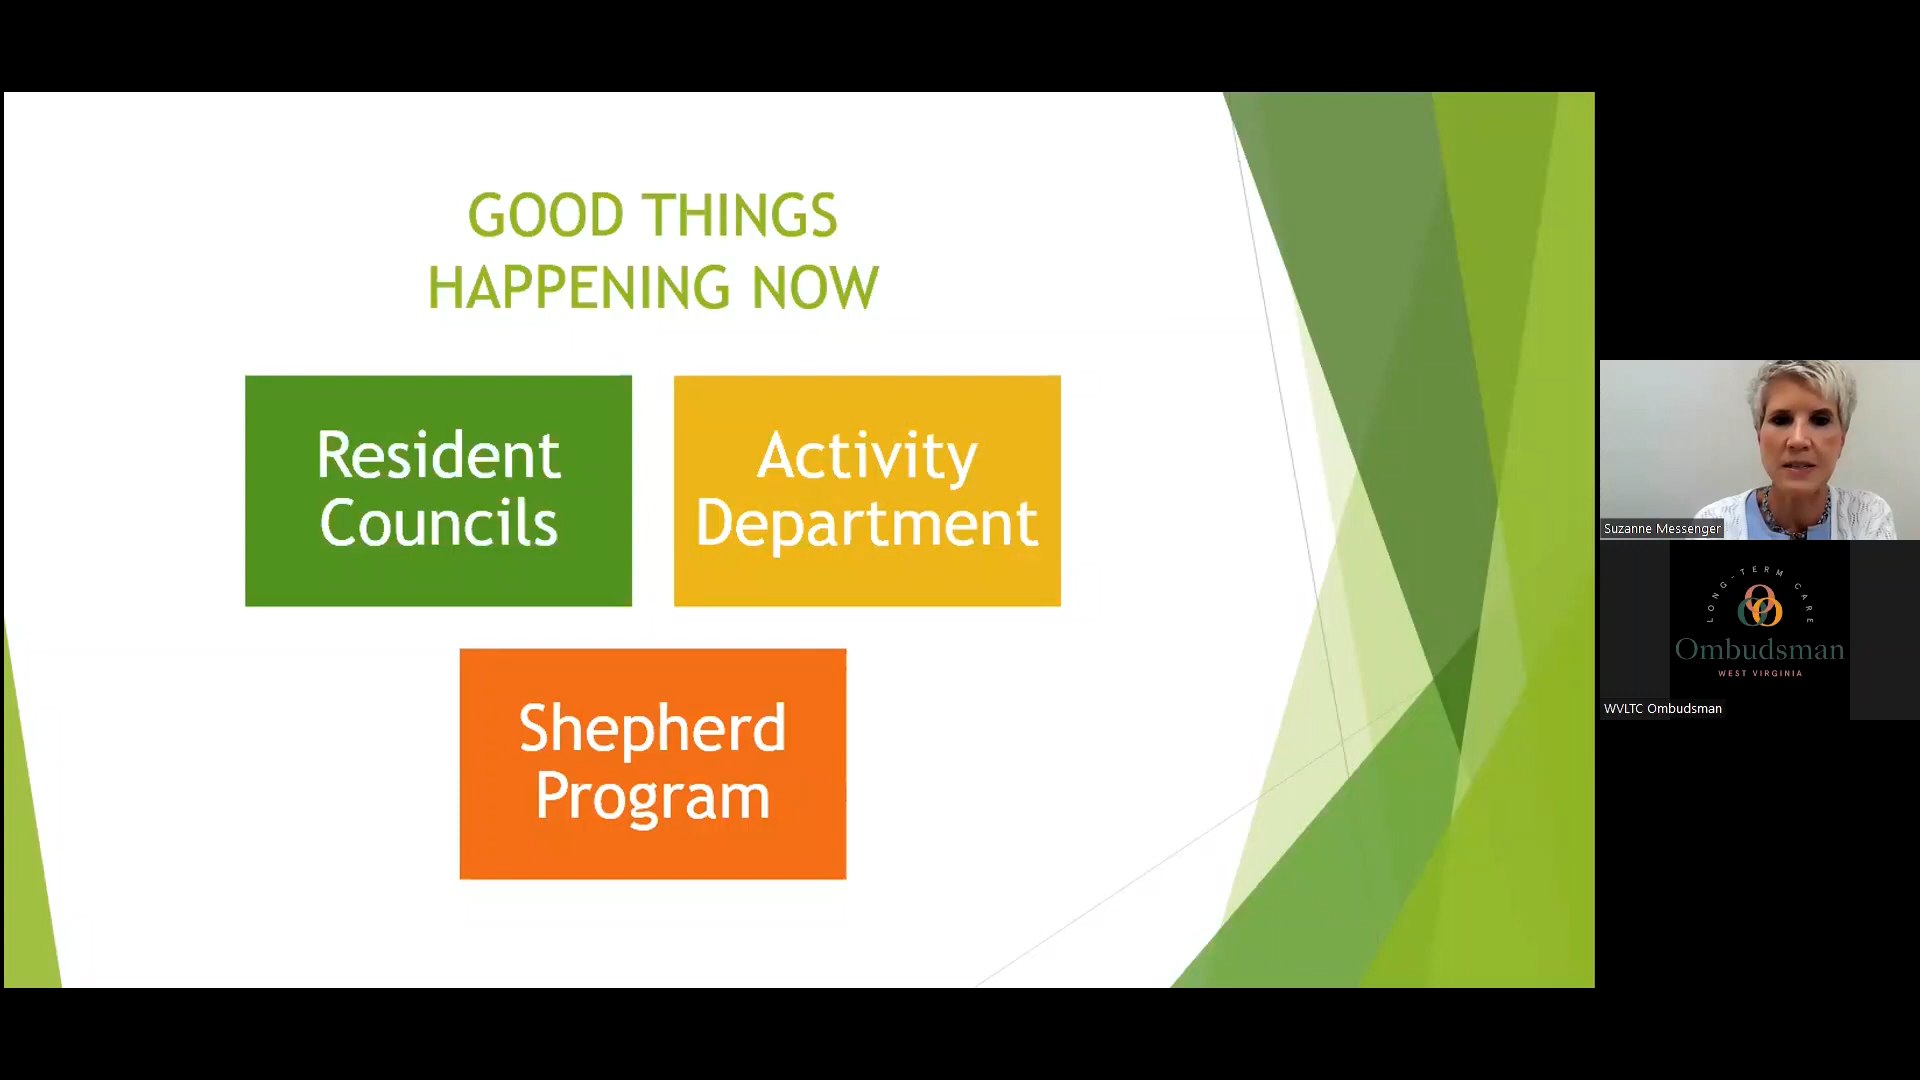 GOOD THINGS
HAPPENING NOW
Resident
Councils
Activity
Department
Shepherd
Program
Suzanne Messenger
LONG-TERM CARE
Ombudsman
WEST VIRGINIA
WVLTC Ombudsman